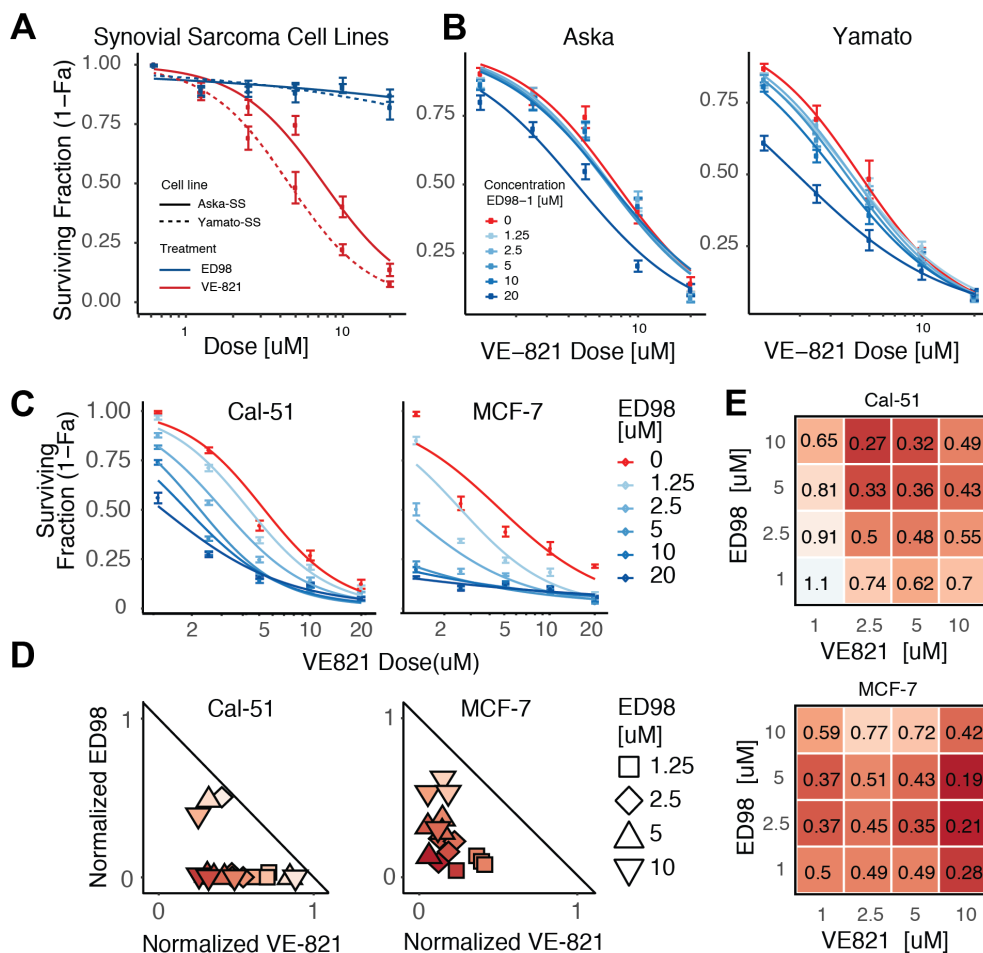 A
Synovial Sarcoma Cell Lines
Surviving Fraction (1−Fa)
1.00
0.75
0.50
0.25
0.00
Cell line
Aska-SS
Yamato-SS
Treatment
ED98
VE-821
1
10
Dose [uM]
B
Aska
0.75
0.50
0.25
Concentration
ED98−1 [uM]
0
1.25
2.5
5
10
20
10
VE−821 Dose [uM]
Yamato
0.75
0.50
0.25
10
VE−821 Dose [uM]
C
Cal-51
Surviving
Fraction (1−Fa)
1.00
0.75
0.50
0.25
0
2
5
10
20
MCF-7
2
5
10
20
VE821 Dose(uM)
ED98
[uM]
0
1.25
2.5
5
10
20
D
Cal-51
Normalized ED98
1
0
0
1
Normalized VE-821
MCF-7
1
0
0
1
Normalized VE-821
ED98
[uM]
1.25
2.5
5
10
E
Cal-51
ED98 [uM]
10
0.65 0.27 0.32 0.49
5
0.81 0.33 0.36 0.43
2.5
0.91 0.5 0.48 0.55
1
1.1 0.74 0.62 0.7
1 2.5 5 10
VE821 [uM]
MCF-7
ED98 [uM]
10
0.59 0.77 0.72 0.42
5
0.37 0.51 0.43 0.19
2.5
0.37 0.45 0.35 0.21
1
0.5 0.49 0.49 0.28
1 2.5 5 10
VE821 [uM]